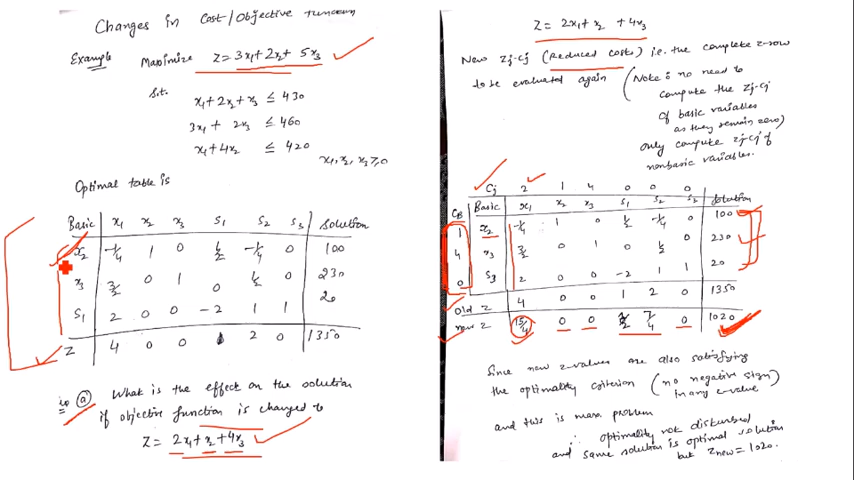 Changes in Cost/Objective function
Example Maximize Z = 3x₁ + 2x₂ + 5x₃
s.t. x₁ + 2x₂ + x₃ ≤ 430
3x₁ + 2x₃ ≤ 460
x₁ + 4x₂ ≤ 420
x₁, x₂, x₃ ≥, 0
Optimal table is
Basic x₁ x₂ x₃ s₁ s₂ s₃ Solution
x₂ -1/4 1 0 1/2 -1/4 0 100
x₃ 3/2 0 1 0 1/2 0 230
s₁ 2 0 0 -2 1 1 20
Z 4 0 0 1 2 0 1350
(a) What is the effect on the solution
if objective function is changed to
Z = 2x₁ + x₂ + 4x₃
Z = 2x₁ + x₂ + 4x₃
New Zj-Cj (Reduced costs) i.e. the complete z-row
to be evaluated again (Note: no need to
compute the Zj-Cj
of basic variables
as they remain zero)
only compute Zj-Cj of
nonbasic variables.
Cj 2 1 4 0 0 0
CB Basic x₁ x₂ x₃ s₁ s₂ s₃ Solution
1 x₂ -1/4 1 0 1/2 -1/4 0 100
4 x₃ 3/2 0 1 0 1/2 0 230
0 s₃ 2 0 0 -2 1 1 20
old z 4 0 0 1 2 0 1350
new z 15/4 0 0 1/2 7/4 0 1020
Since new z-values are also satisfying
the optimality criterion (no negative sign
in any z-value)
and this is max problem
∴ optimality not disturbed
and same solution is optimal solution
but Znew = 1020.